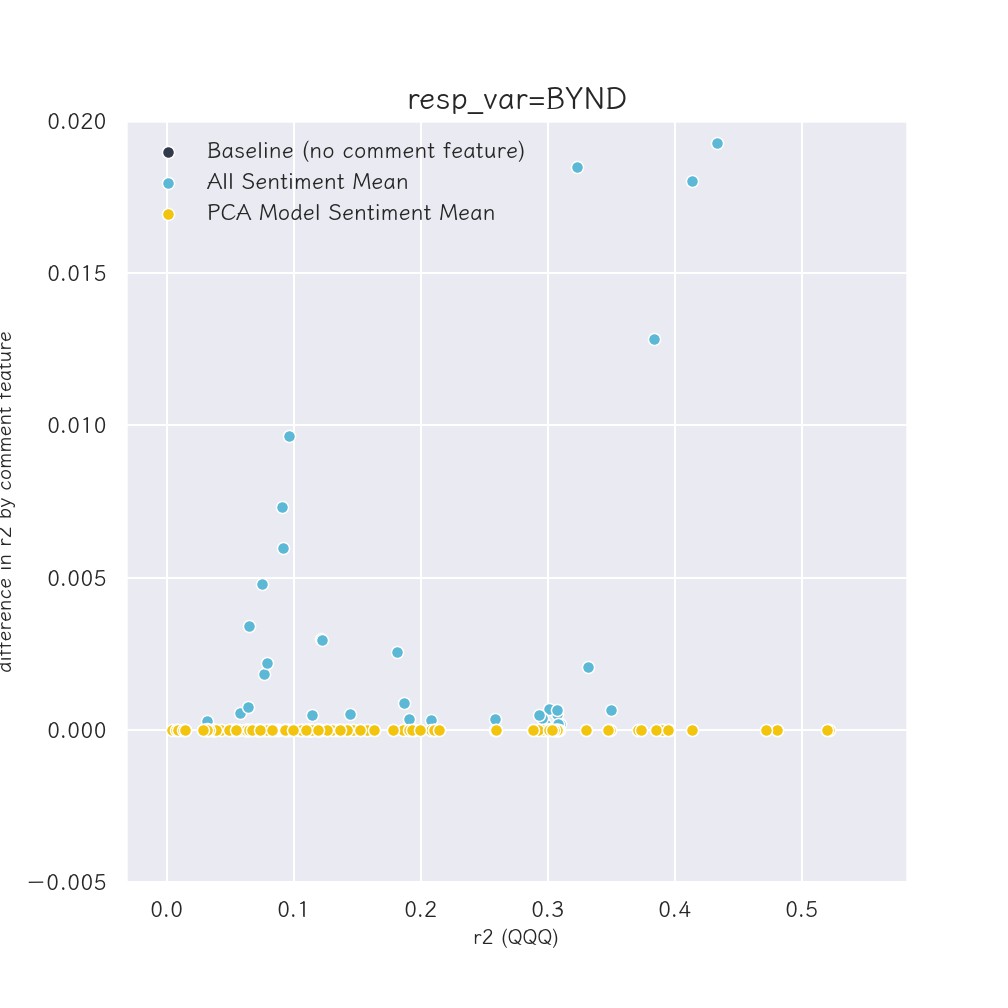 resp_var=BYND
0.020
0.015
0.010
0.005
0.000
−0.005
difference in r2 by comment feature
Baseline (no comment feature)
All Sentiment Mean
PCA Model Sentiment Mean
0.0 0.1 0.2 0.3 0.4 0.5
r2 (QQQ)